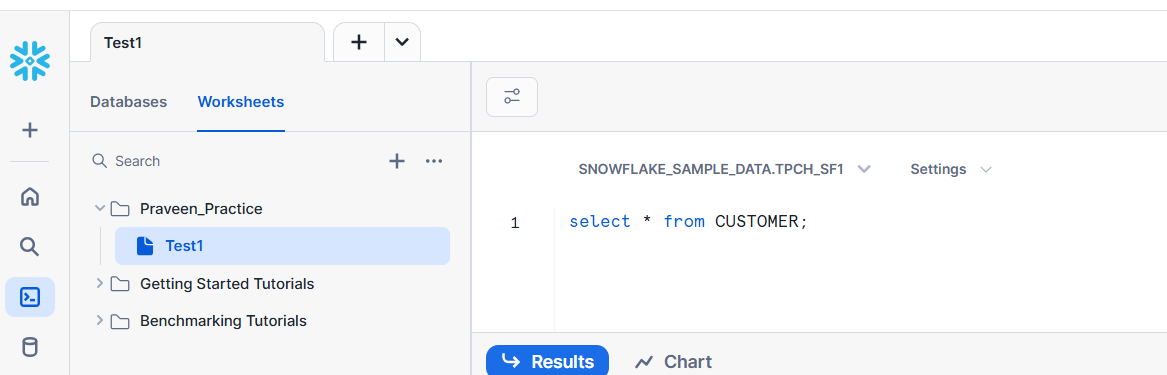 Test1
Databases Worksheets
Search
Praveen_Practice
Test1
Getting Started Tutorials
Benchmarking Tutorials
SNOWFLAKE_SAMPLE_DATA.TPCH_SF1 Settings
1 select * from CUSTOMER;
Results Chart